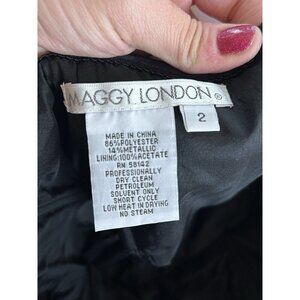 MAGGY LONDON®
2
MADE IN CHINA
86%POLYESTER
14%METALLIC
LINING:100%ACETATE
RN 58142
PROFESSIONALLY
DRY CLEAN
PETROLEUM
SOLVENT ONLY
SHORT CYCLE
LOW HEAT IN DRYING
NO STEAM